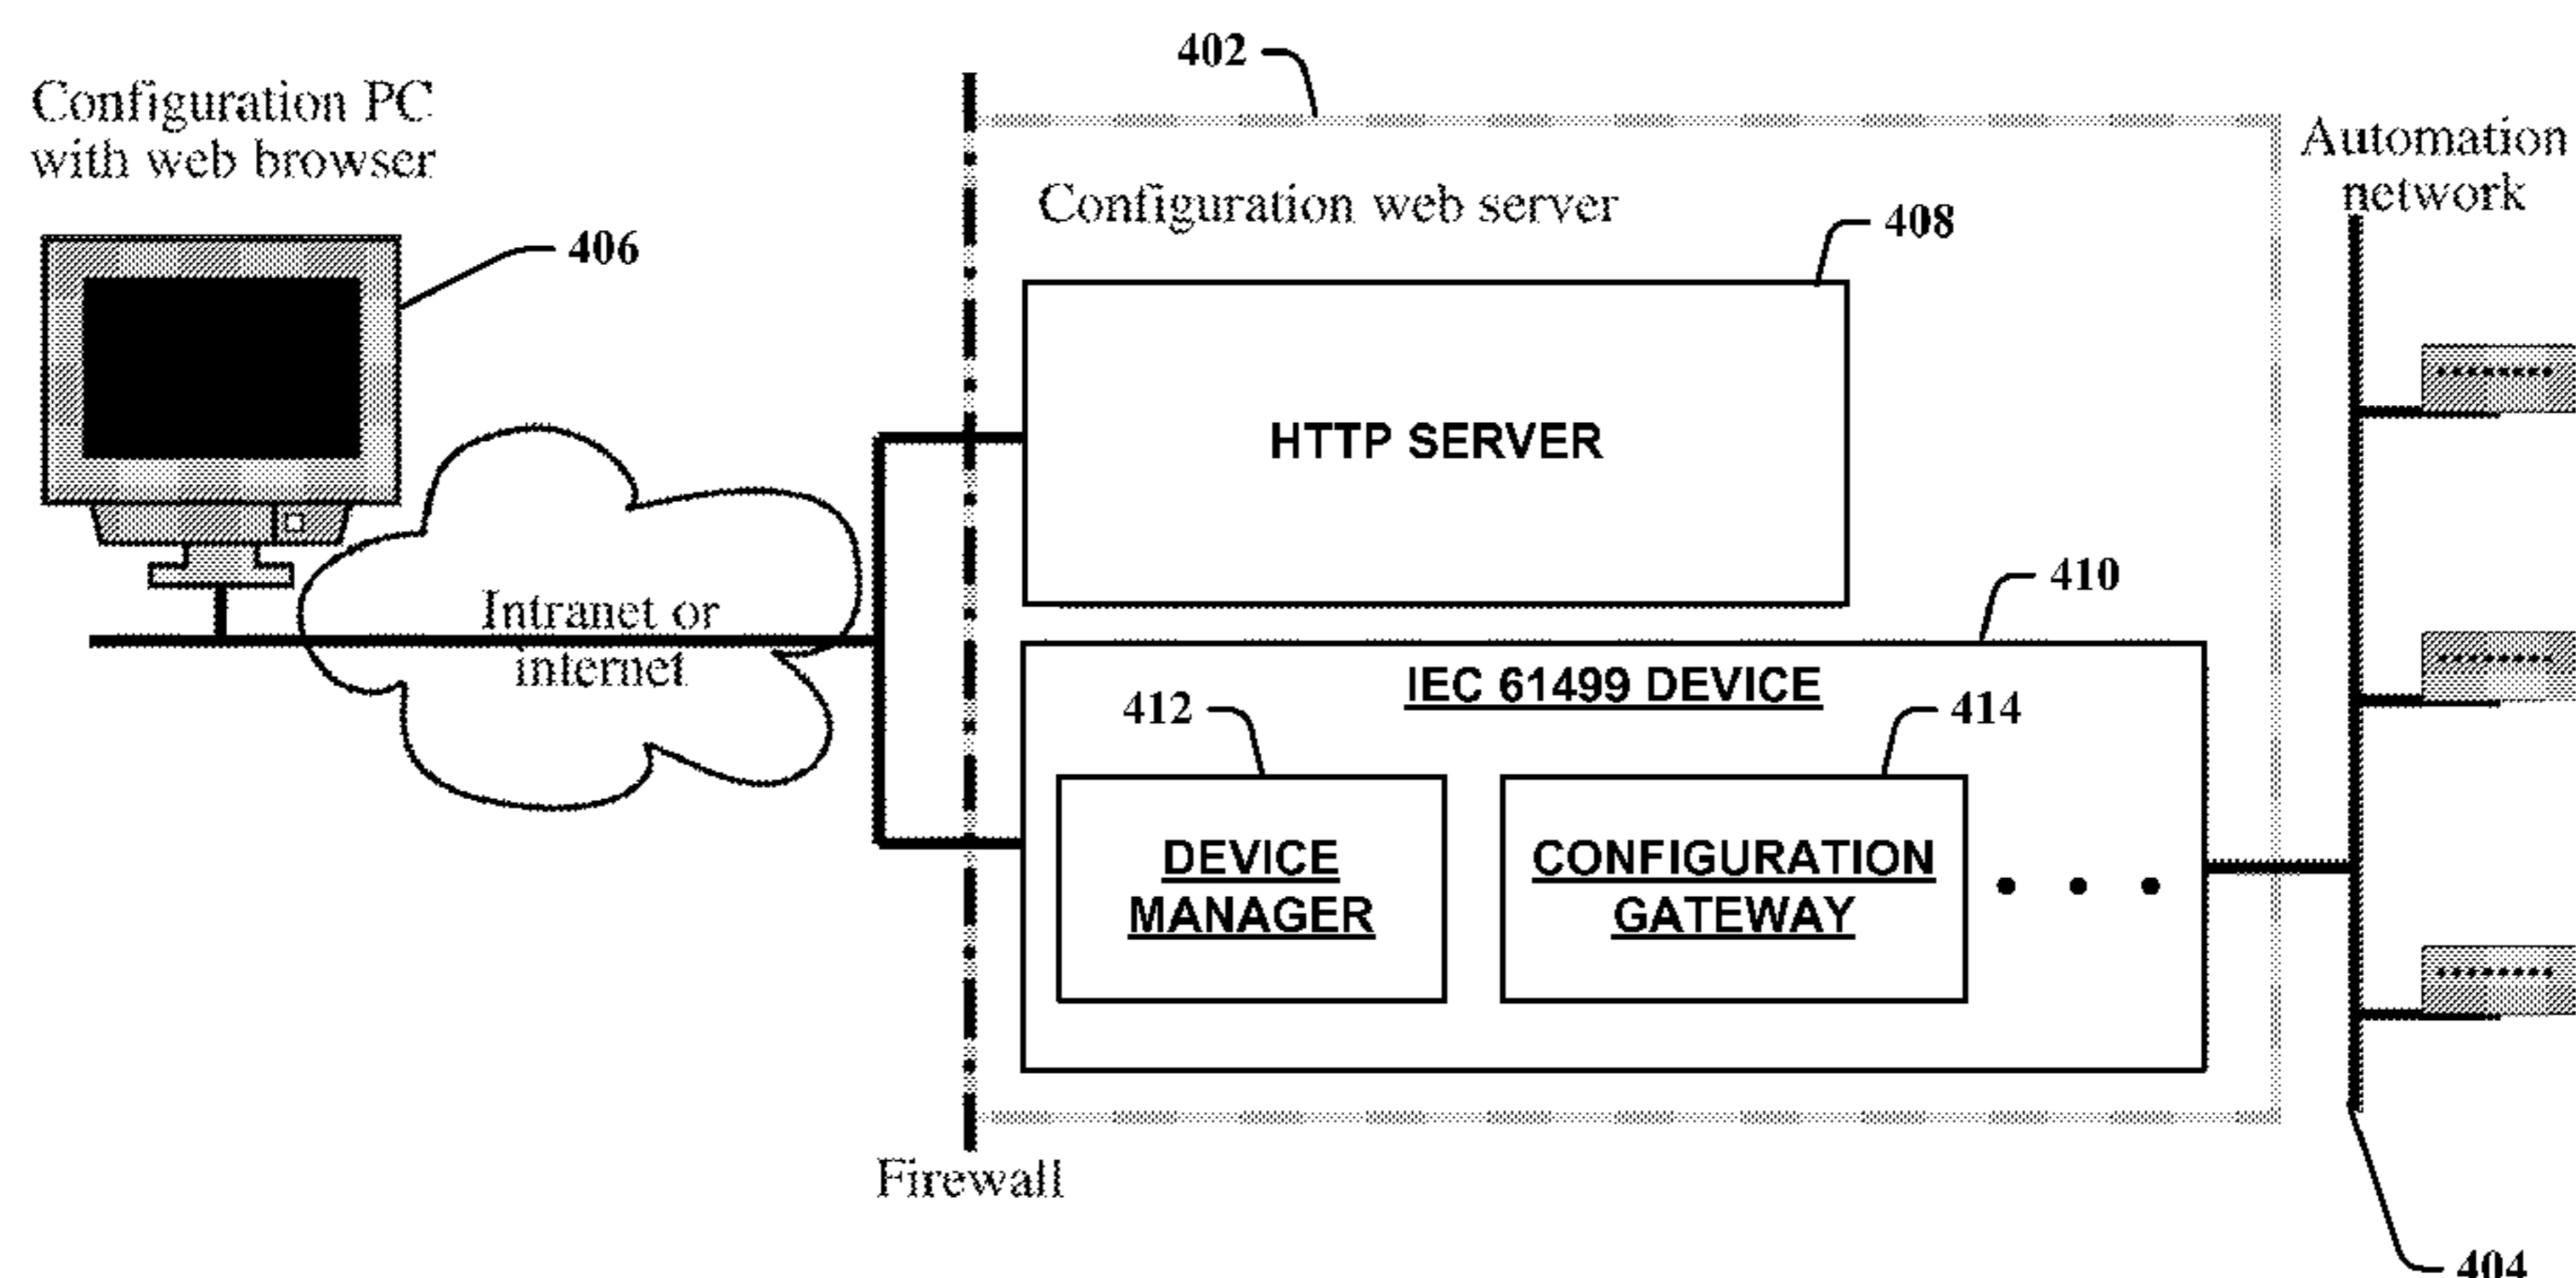 402
Configuration PC
with web browser
Automation
network
Configuration web server
408
406
HTTP SERVER
410
Intranet or
internet
IEC 61499 DEVICE
412
414
DEVICE
MANAGER
CONFIGURATION
GATEWAY
Firewall
404